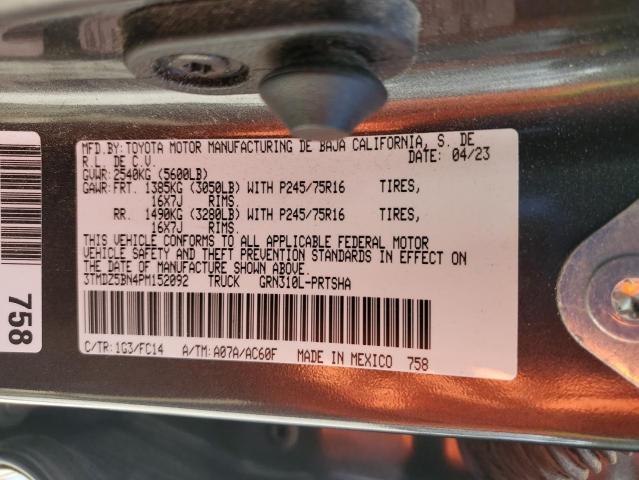 MFD.BY:TOYOTA MOTOR MANUFACTURING DE BAJA CALIFORNIA, S. DE
R.L. DE C.V. DATE: 04/23
GVWR:2540KG (5600LB)
GAWR:FRT. 1385KG (3050LB) WITH P245/75R16 TIRES,
16X7J RIMS.
RR. 1490KG (3280LB) WITH P245/75R16 TIRES,
16X7J RIMS.
THIS VEHICLE CONFORMS TO ALL APPLICABLE FEDERAL MOTOR
VEHICLE SAFETY AND THEFT PREVENTION STANDARDS IN EFFECT ON
THE DATE OF MANUFACTURE SHOWN ABOVE.
3TMDZ5BN4PM152092 TRUCK GRN310L-PRTSHA
C/TR:1G3/FC14 A/TM:A07A/AC60F MADE IN MEXICO 758
758